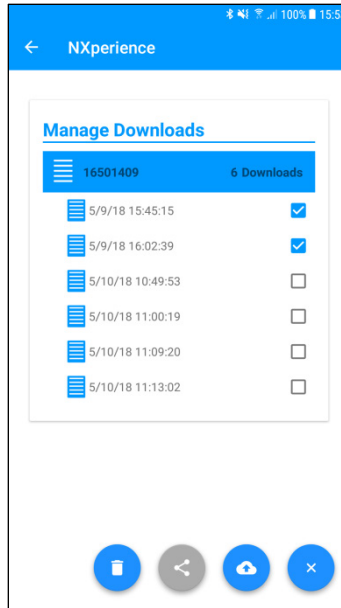 100% 15:5
NXperience
Manage Downloads
16501409 6 Downloads
5/9/18 15:45:15
5/9/18 16:02:39
5/10/18 10:49:53
5/10/18 11:00:19
5/10/18 11:09:20
5/10/18 11:13:02